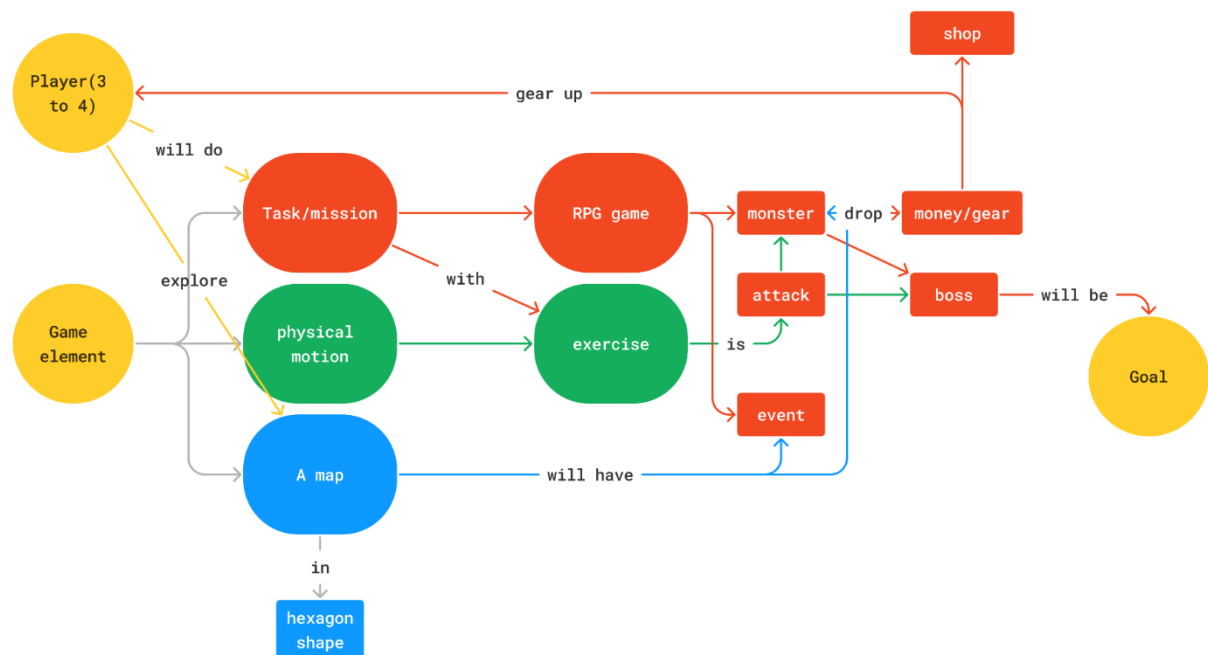 shop
Player(3
to 4)
gear up
will do
Task/mission
RPG game
monster
drop
money/gear
explore
with
attack
boss
will be
Game
element
physical
motion
exercise
is
Goal
event
A map
will have
in
hexagon
shape